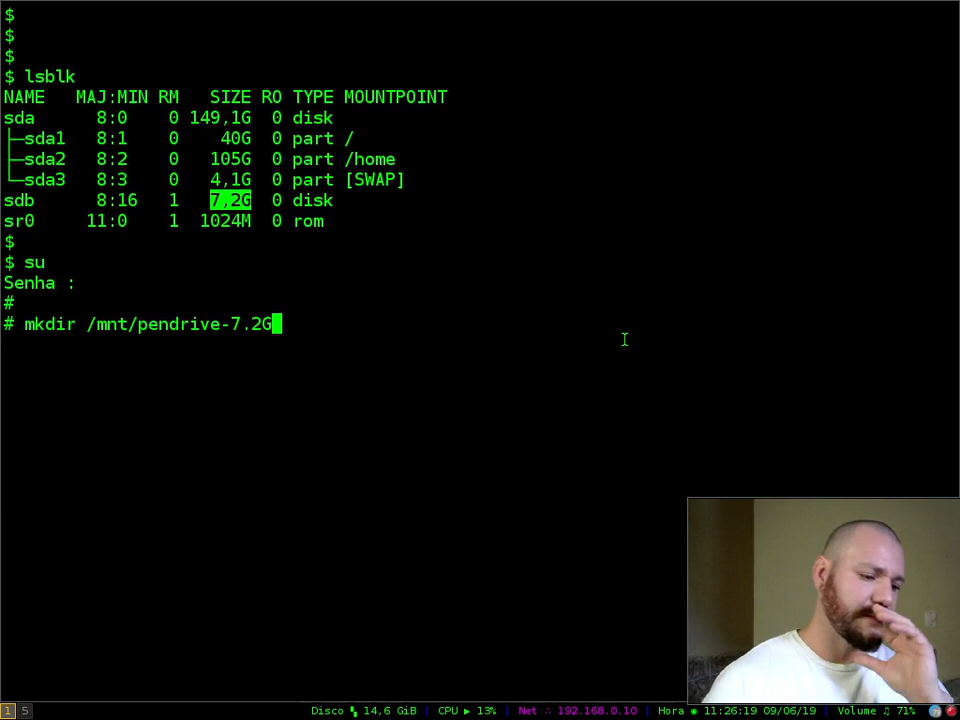 $
$
$
$ lsblk
NAME   MAJ:MIN RM   SIZE RO TYPE MOUNTPOINT
sda      8:0    0 149,1G  0 disk
├─sda1   8:1    0    40G  0 part /
├─sda2   8:2    0   105G  0 part /home
└─sda3   8:3    0   4,1G  0 part [SWAP]
sdb      8:16   1   7,2G  0 disk
sr0     11:0    1  1024M  0 rom
$
$ su
Senha :
#
# mkdir /mnt/pendrive-7.2G
1 5 Disco 14,6 GiB | CPU ▶ 13% | Net ∴ 192.168.0.10 | Hora ◉ 11:26:19 09/06/19 | Volume ♫ 71%